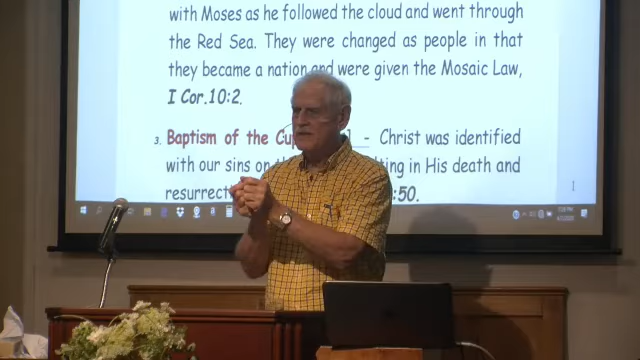 with Moses as he followed the cloud and went through
the Red Sea. They were changed as people in that
they became a nation and were given the Mosaic Law,
I Cor.10:2.
3. Baptism of the Cup - Christ was identified
with our sins on in His death and
resurrect :50.